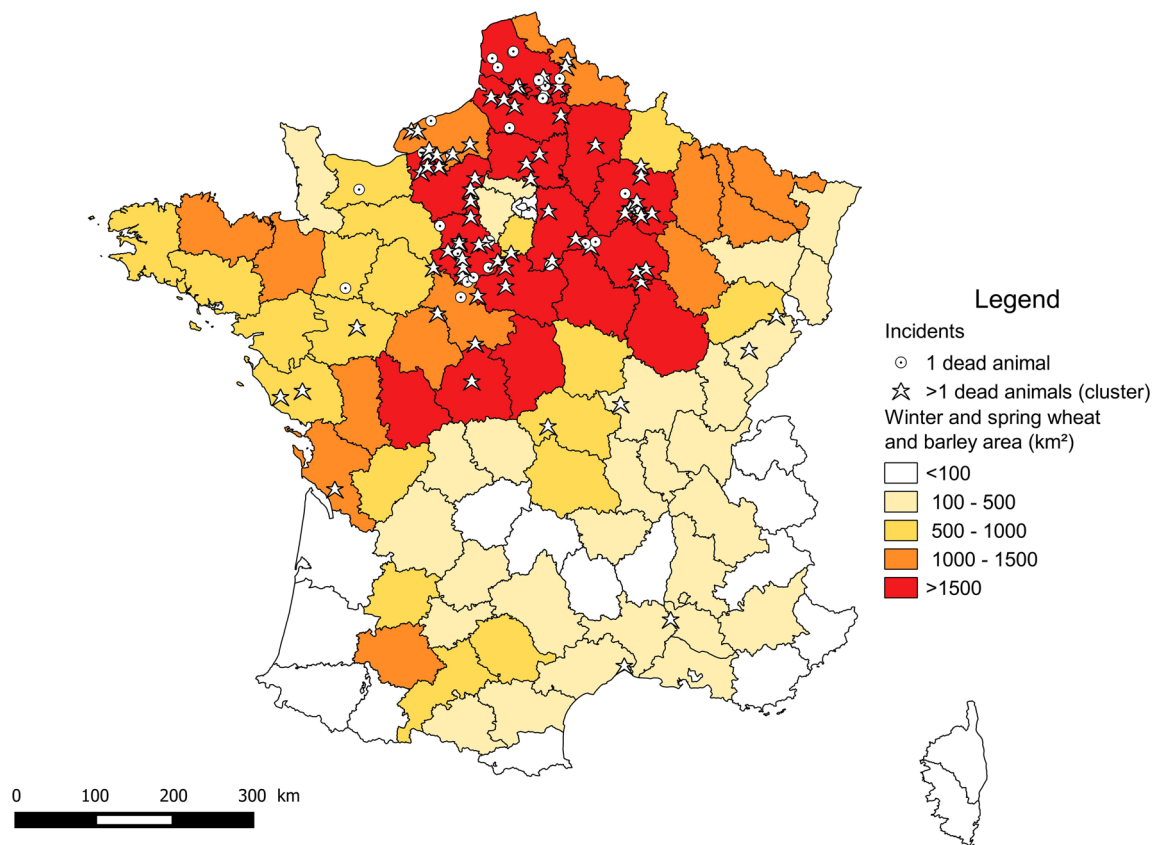 Legend
Incidents
1 dead animal
>1 dead animals (cluster)
Winter and spring wheat
and barley area (km²)
<100
100 - 500
500 - 1000
1000 - 1500
>1500
0 100 200 300 km